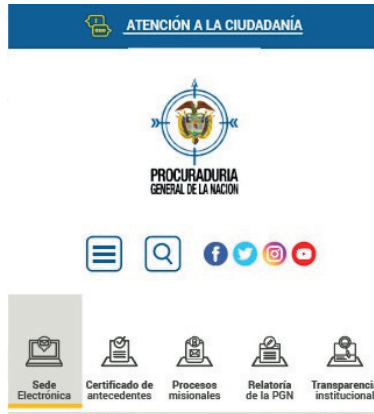 ATENCIÓN A LA CIUDADANÍA
PROCURADURIA
GENERAL DE LA NACION
Sede
Electrónica
Certificado de
antecedentes
Procesos
misionales
Relatoría
de la PGN
Transparencia
institucional